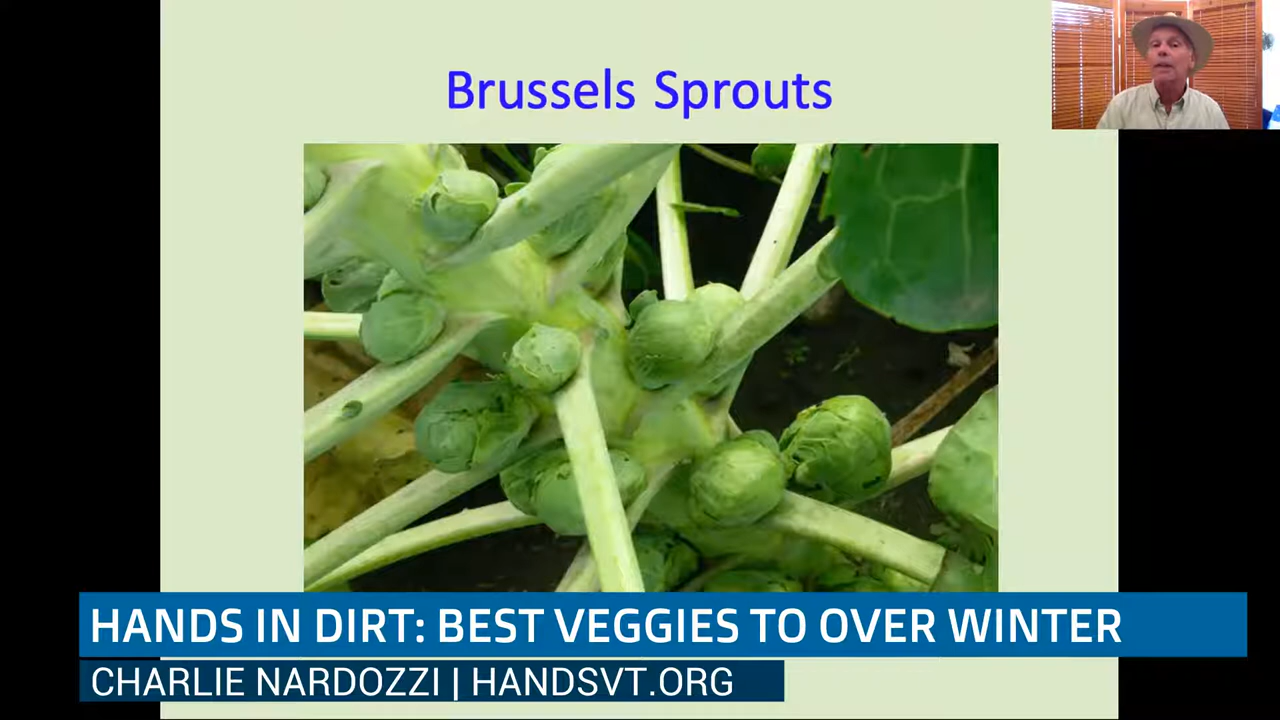 Brussels Sprouts
HANDS IN DIRT: BEST VEGGIES TO OVER WINTER
CHARLIE NARDOZZI | HANDSVT.ORG